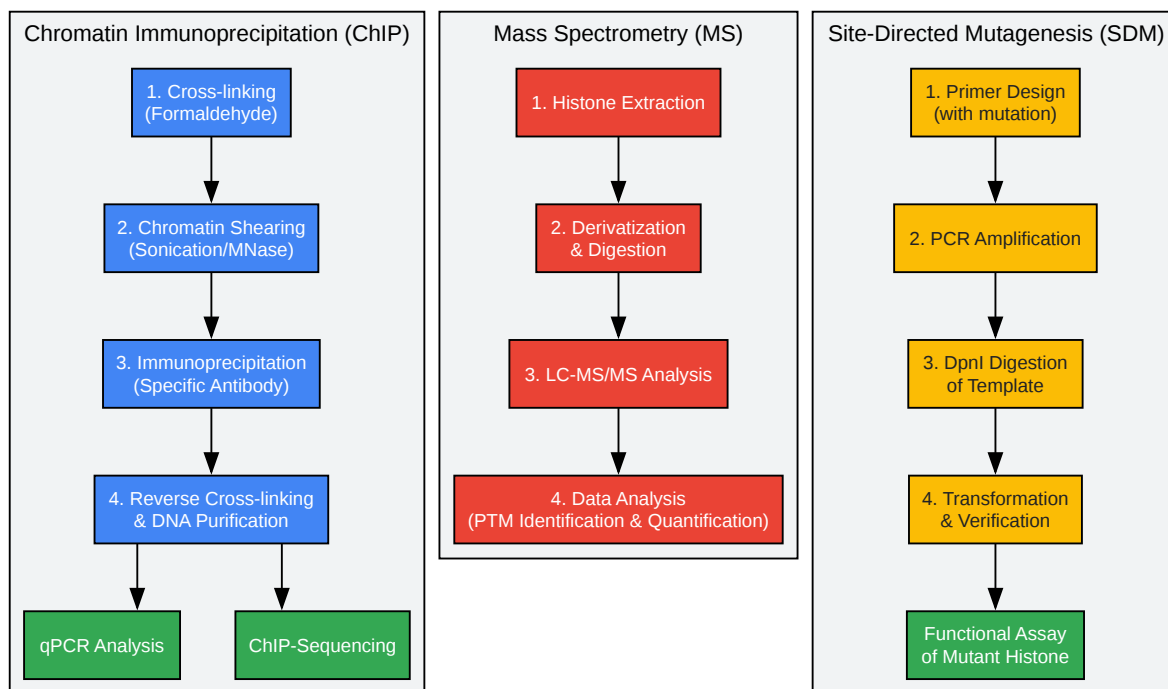 Chromatin Immunoprecipitation (ChIP)
1. Cross-linking
(Formaldehyde)
2. Chromatin Shearing
(Sonication/MNase)
3. Immunoprecipitation
(Specific Antibody)
4. Reverse Cross-linking
& DNA Purification
qPCR Analysis
ChIP-Sequencing
Mass Spectrometry (MS)
1. Histone Extraction
2. Derivatization
& Digestion
3. LC-MS/MS Analysis
4. Data Analysis
(PTM Identification & Quantification)
Site-Directed Mutagenesis (SDM)
1. Primer Design
(with mutation)
2. PCR Amplification
3. DpnI Digestion
of Template
4. Transformation
& Verification
Functional Assay
of Mutant Histone